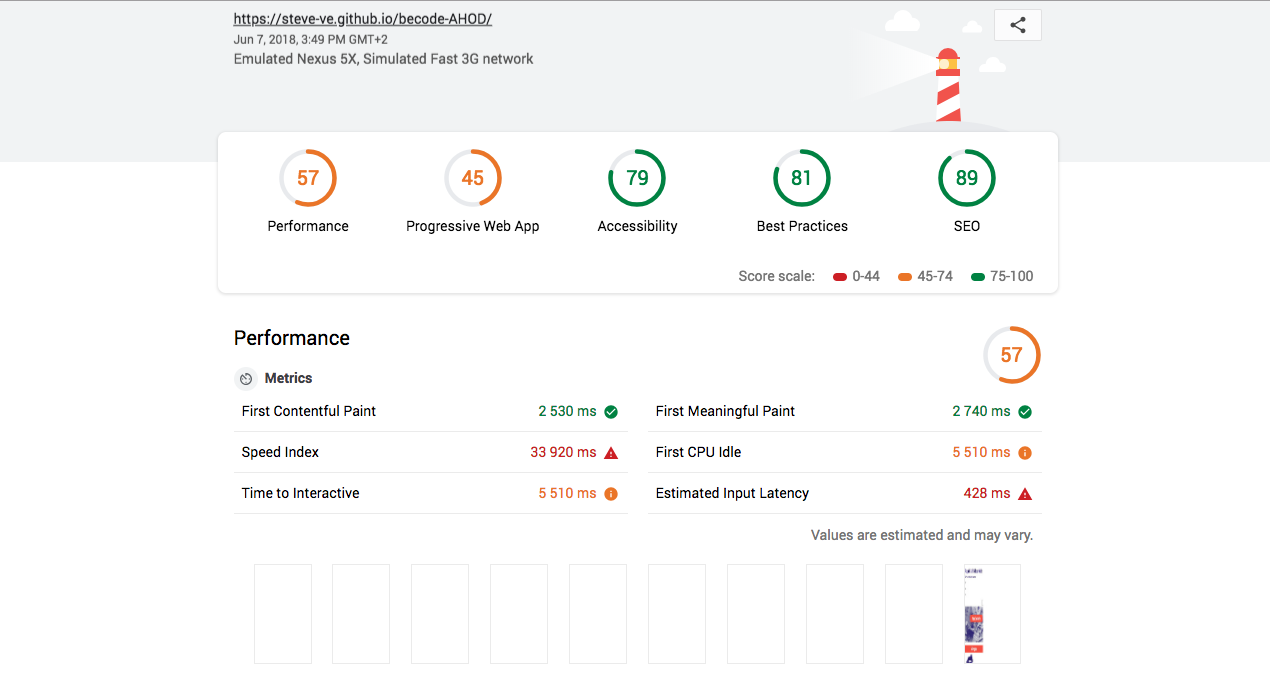 https://steve-ve.github.io/becode-AHOD/
Jun 7, 2018, 3:49 PM GMT+2
Emulated Nexus 5X, Simulated Fast 3G network
57 45 79 81 89
Performance Progressive Web App Accessibility Best Practices SEO
Score scale: 0-44 45-74 75-100
Performance
57
Metrics
First Contentful Paint 2 530 ms First Meaningful Paint 2 740 ms
Speed Index 33 920 ms First CPU Idle 5 510 ms
Time to Interactive 5 510 ms Estimated Input Latency 428 ms
Values are estimated and may vary.